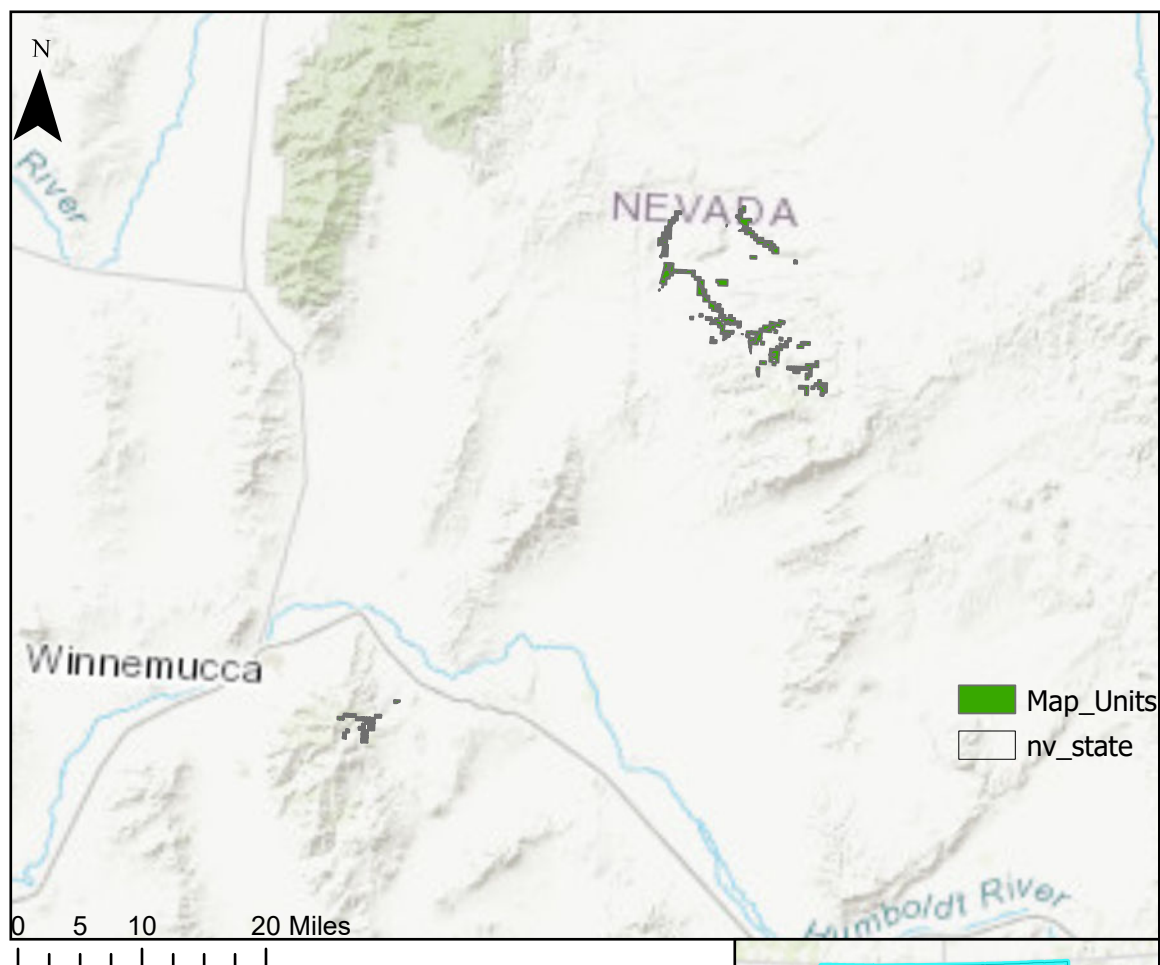 N
River
NEVADA
Winnemucca
Map_Units
nv_state
Humboldt River
0 5 10 20 Miles